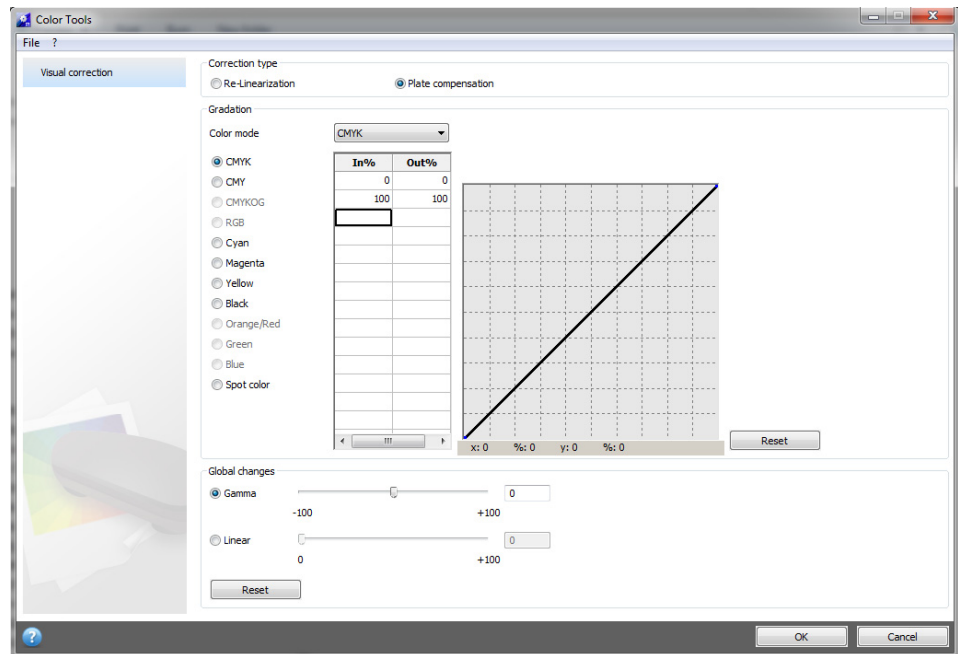 Color Tools
File ?
Visual correction
Correction type
Re-Linearization Plate compensation
Gradation
Color mode CMYK
CMYK
CMY
CMYKOG
RGB
Cyan
Magenta
Yellow
Black
Orange/Red
Green
Blue
Spot color
In% Out%
0 0
100 100
x: 0 %: 0 y: 0 %: 0
Reset
Global changes
Gamma 0
-100 +100
Linear 0
0 +100
Reset
?
OK Cancel